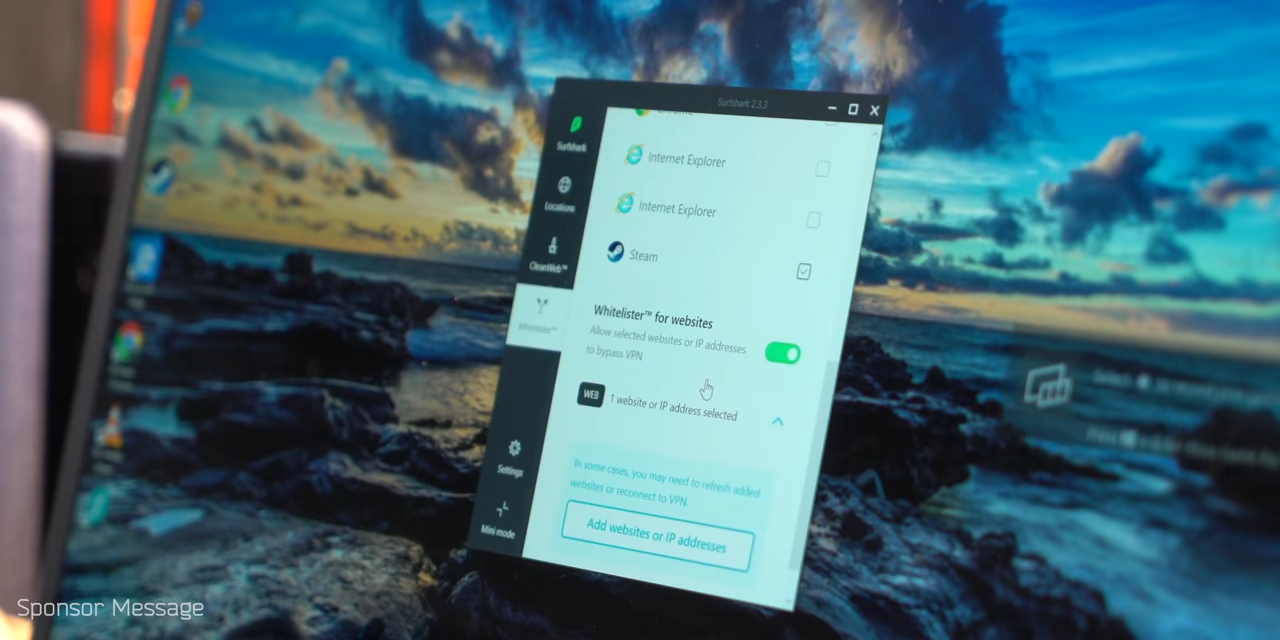 Surfshark 2.3.3
Surfshark
Locations
CleanWeb™
Whitelister™
Settings
Mini mode
Internet Explorer
Internet Explorer
Steam
Whitelister™ for websites
Allow selected websites or IP addresses
to bypass VPN
WEB
1 website or IP address selected
In some cases, you may need to refresh added
websites or reconnect to VPN.
Add websites or IP addresses
Select
Sponsor Message